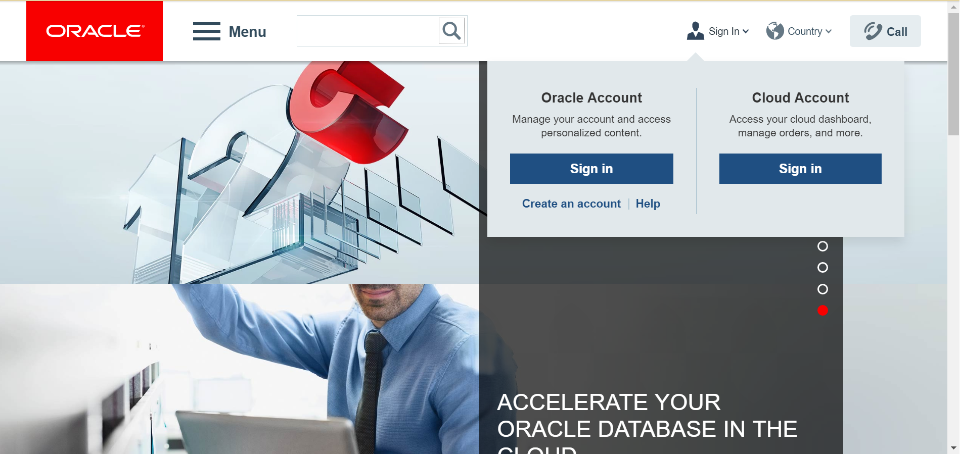 ORACLE®
Menu
Sign In
Country
Call
Oracle Account
Manage your account and access
personalized content.
Sign in
Create an account | Help
Cloud Account
Access your cloud dashboard,
manage orders, and more.
Sign in
12c
ACCELERATE YOUR
ORACLE DATABASE IN THE
CLOUD